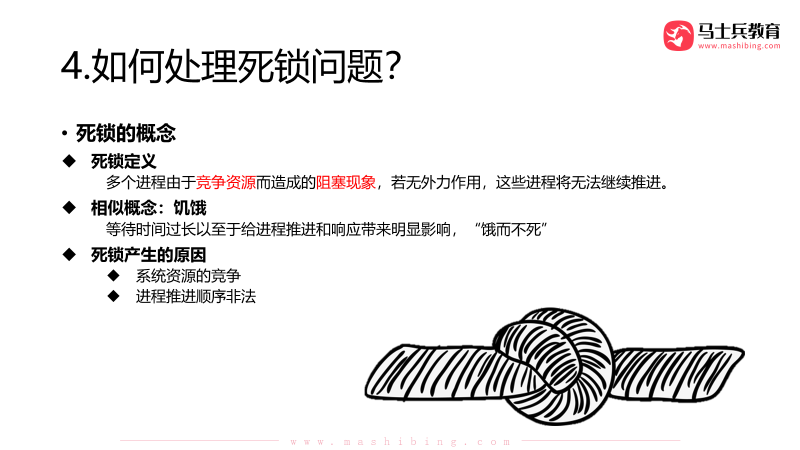 马士兵教育
www.mashibing.com
4.如何处理死锁问题?
• 死锁的概念
◆ 死锁定义
多个进程由于竞争资源而造成的阻塞现象，若无外力作用，这些进程将无法继续推进。
◆ 相似概念：饥饿
等待时间过长以至于给进程推进和响应带来明显影响，“饿而不死”
◆ 死锁产生的原因
◆ 系统资源的竞争
◆ 进程推进顺序非法
www.mashibing.com